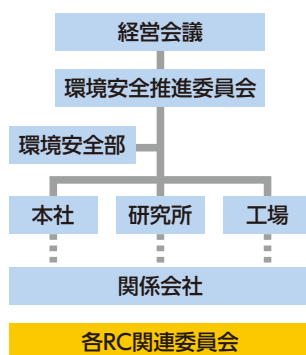 経営会議
環境安全推進委員会
環境安全部
本社 研究所 工場
関係会社
各RC関連委員会